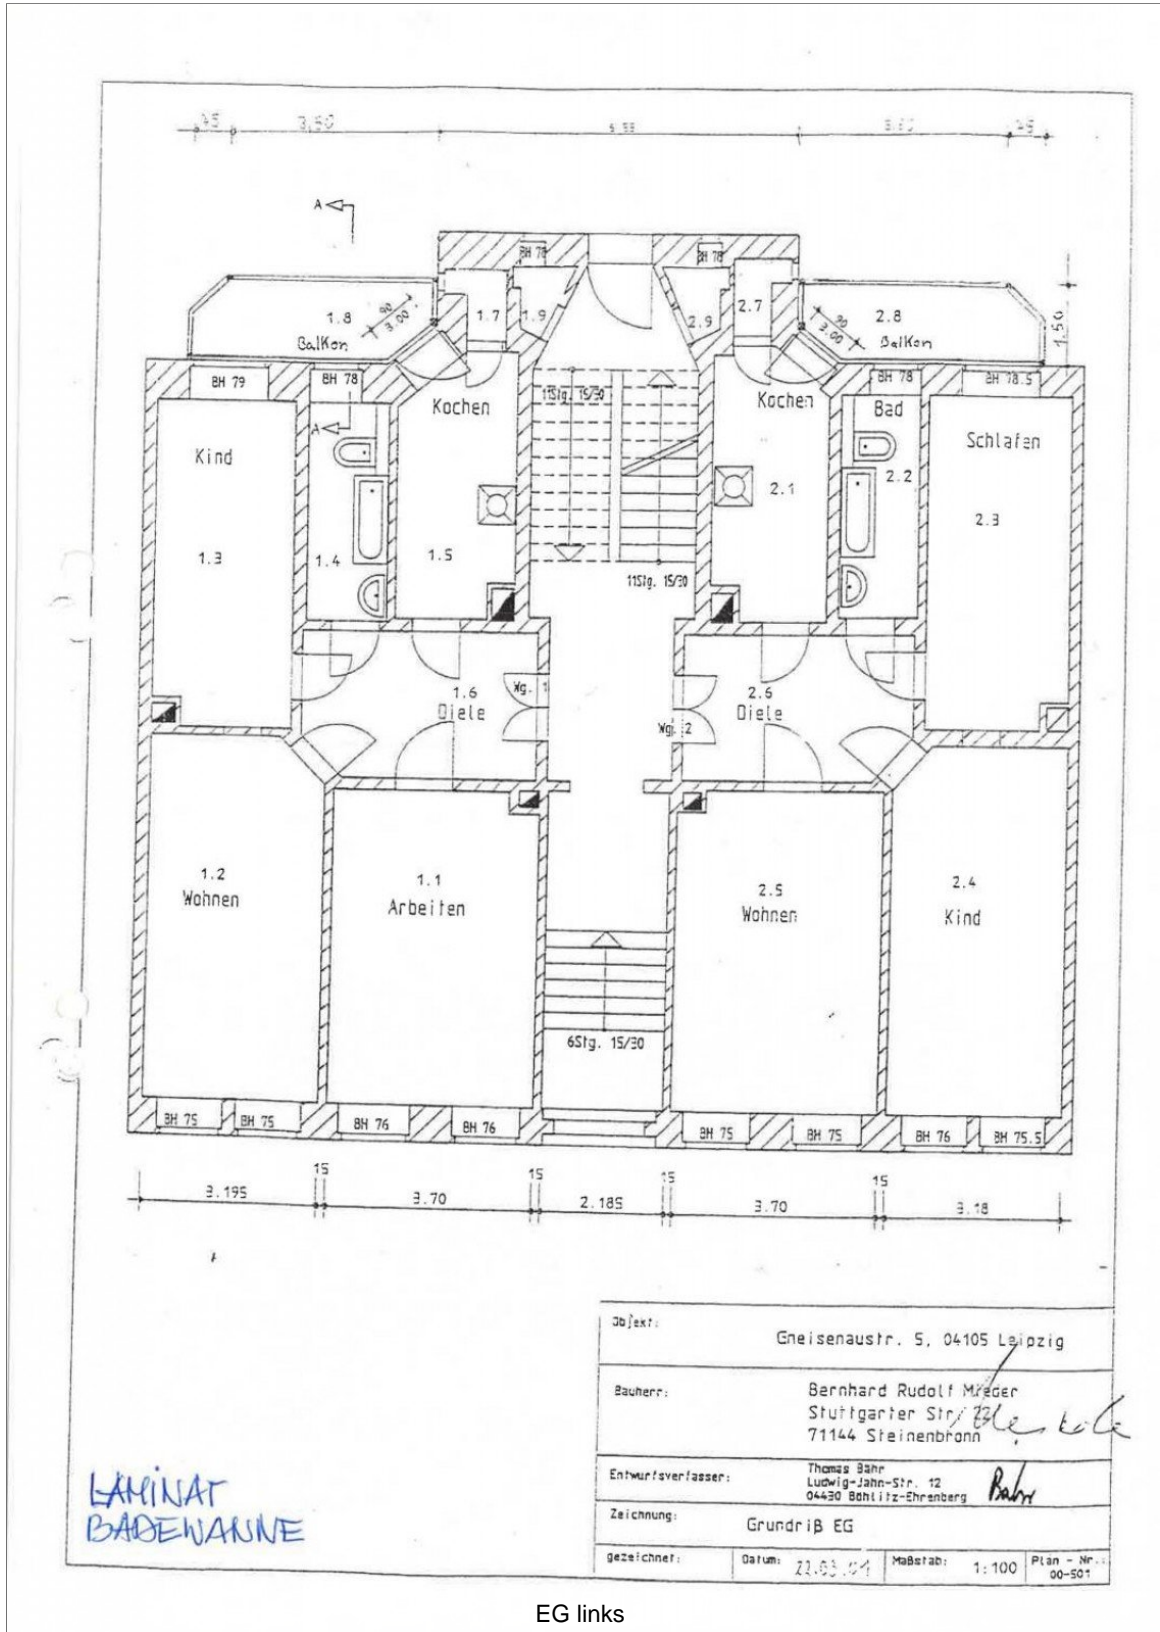 3.50
A
BH 78
BH 78
1.8
90
3.00
Balkon
1.7
1.9
2.9
2.7
2.8
90
3.00
Balkon
1.50
BH 79
BH 78
BH 78
BH 78.5
Kochen
11Stg. 15/30
Kochen
Bad
A
Kind
Schlafen
2.1
2.2
2.3
1.3
1.4
1.5
11Stg. 15/30
1.6
Diele
Wg. 1
2.6
Diele
Wg. 2
1.2
Wohnen
1.1
Arbeiten
2.5
Wohnen
2.4
Kind
6Stg. 15/30
BH 75
BH 75
BH 76
BH 76
BH 75
BH 75
BH 76
BH 75.5
15
15
15
15
3.195
3.70
2.185
3.70
3.18
Objekt:
Gneisenaustr. 5, 04105 Leipzig
Bauherr:
Bernhard Rudolf Mieder
Stuttgarter Str. 22
71144 Steinenbronn
Entwurfsverfasser:
Thomas Bähr
Ludwig-Jahn-Str. 12
04430 Böhlitz-Ehrenberg
Zeichnung:
Grundriß EG
gezeichnet:
Datum:
Maßstab:
1:100
Plan - Nr.:
00-501
LAMINAT
BADEWANNE
EG links